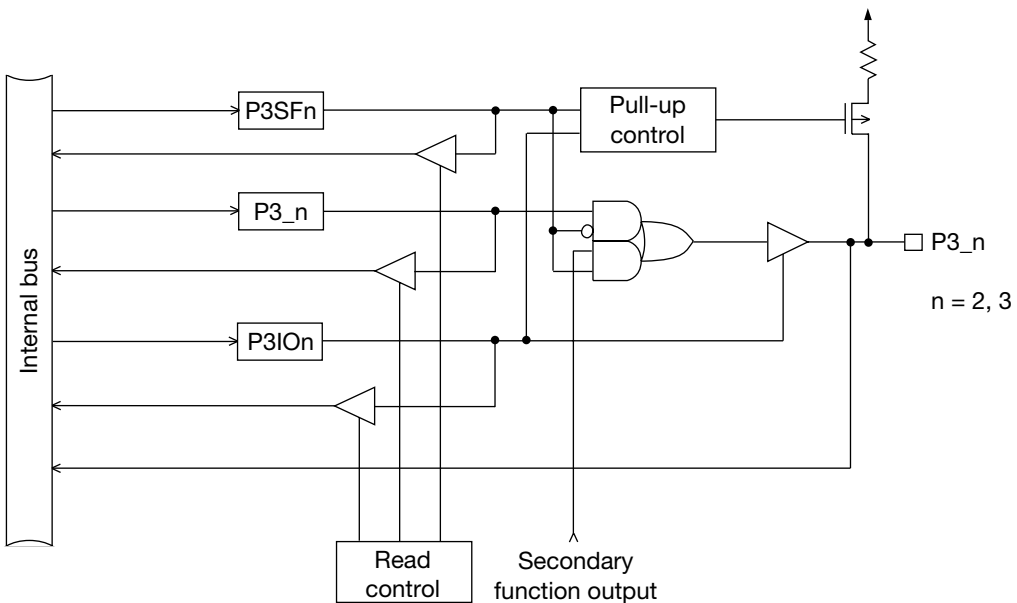 P3SFn
Pull-up
control
P3_n
P3_n
n = 2, 3
Internal bus
P3IOn
Read
control
Secondary
function output